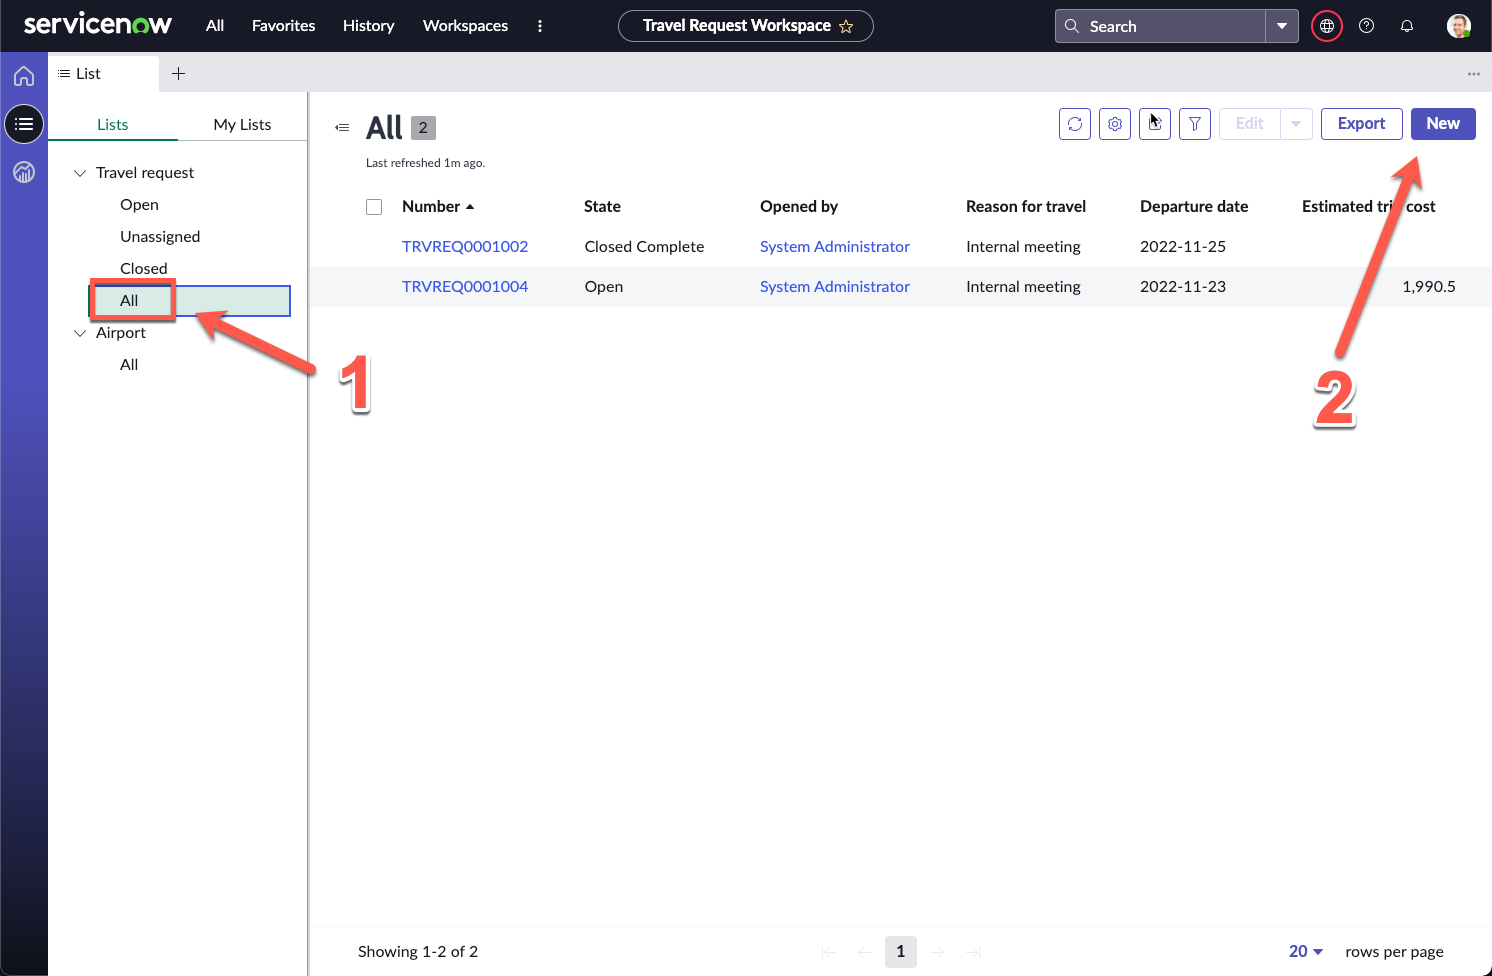 servicenow All Favorites History Workspaces Travel Request Workspace Search
List
Lists My Lists
Travel request
Open
Unassigned
Closed
All
Airport
All
1
All 2
Last refreshed 1m ago.
Edit Export New
Number State Opened by Reason for travel Departure date Estimated tri cost
TRVREQ0001002 Closed Complete System Administrator Internal meeting 2022-11-25
TRVREQ0001004 Open System Administrator Internal meeting 2022-11-23 1,990.5
2
Showing 1-2 of 2 1 20 rows per page